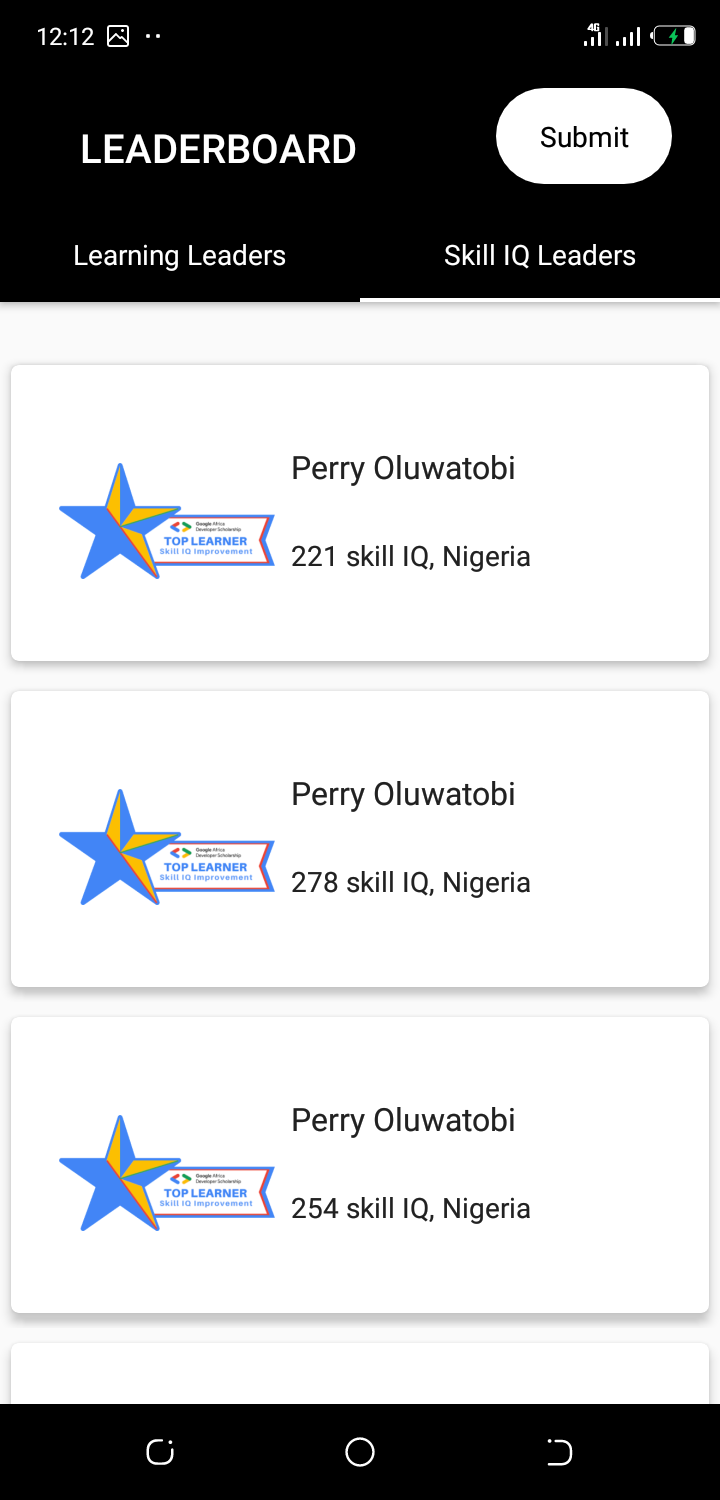 12:12
4G
LEADERBOARD
Submit
Learning Leaders
Skill IQ Leaders
Perry Oluwatobi
Google Africa
Developer Scholarship
TOP LEARNER
Skill IQ Improvement
221 skill IQ, Nigeria
Perry Oluwatobi
Google Africa
Developer Scholarship
TOP LEARNER
Skill IQ Improvement
278 skill IQ, Nigeria
Perry Oluwatobi
Google Africa
Developer Scholarship
TOP LEARNER
Skill IQ Improvement
254 skill IQ, Nigeria